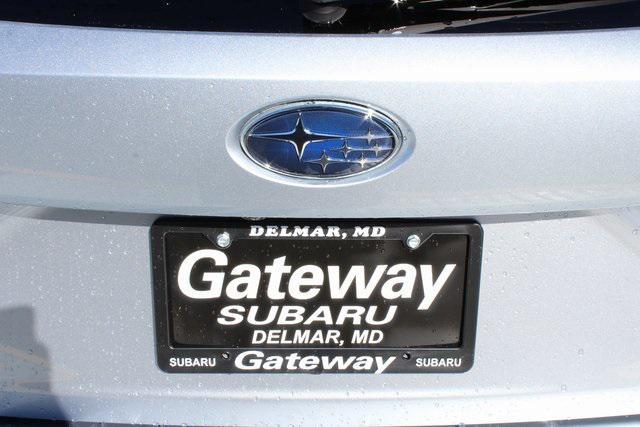 DELMAR, MD
Gateway
SUBARU
DELMAR, MD
SUBARU Gateway SUBARU